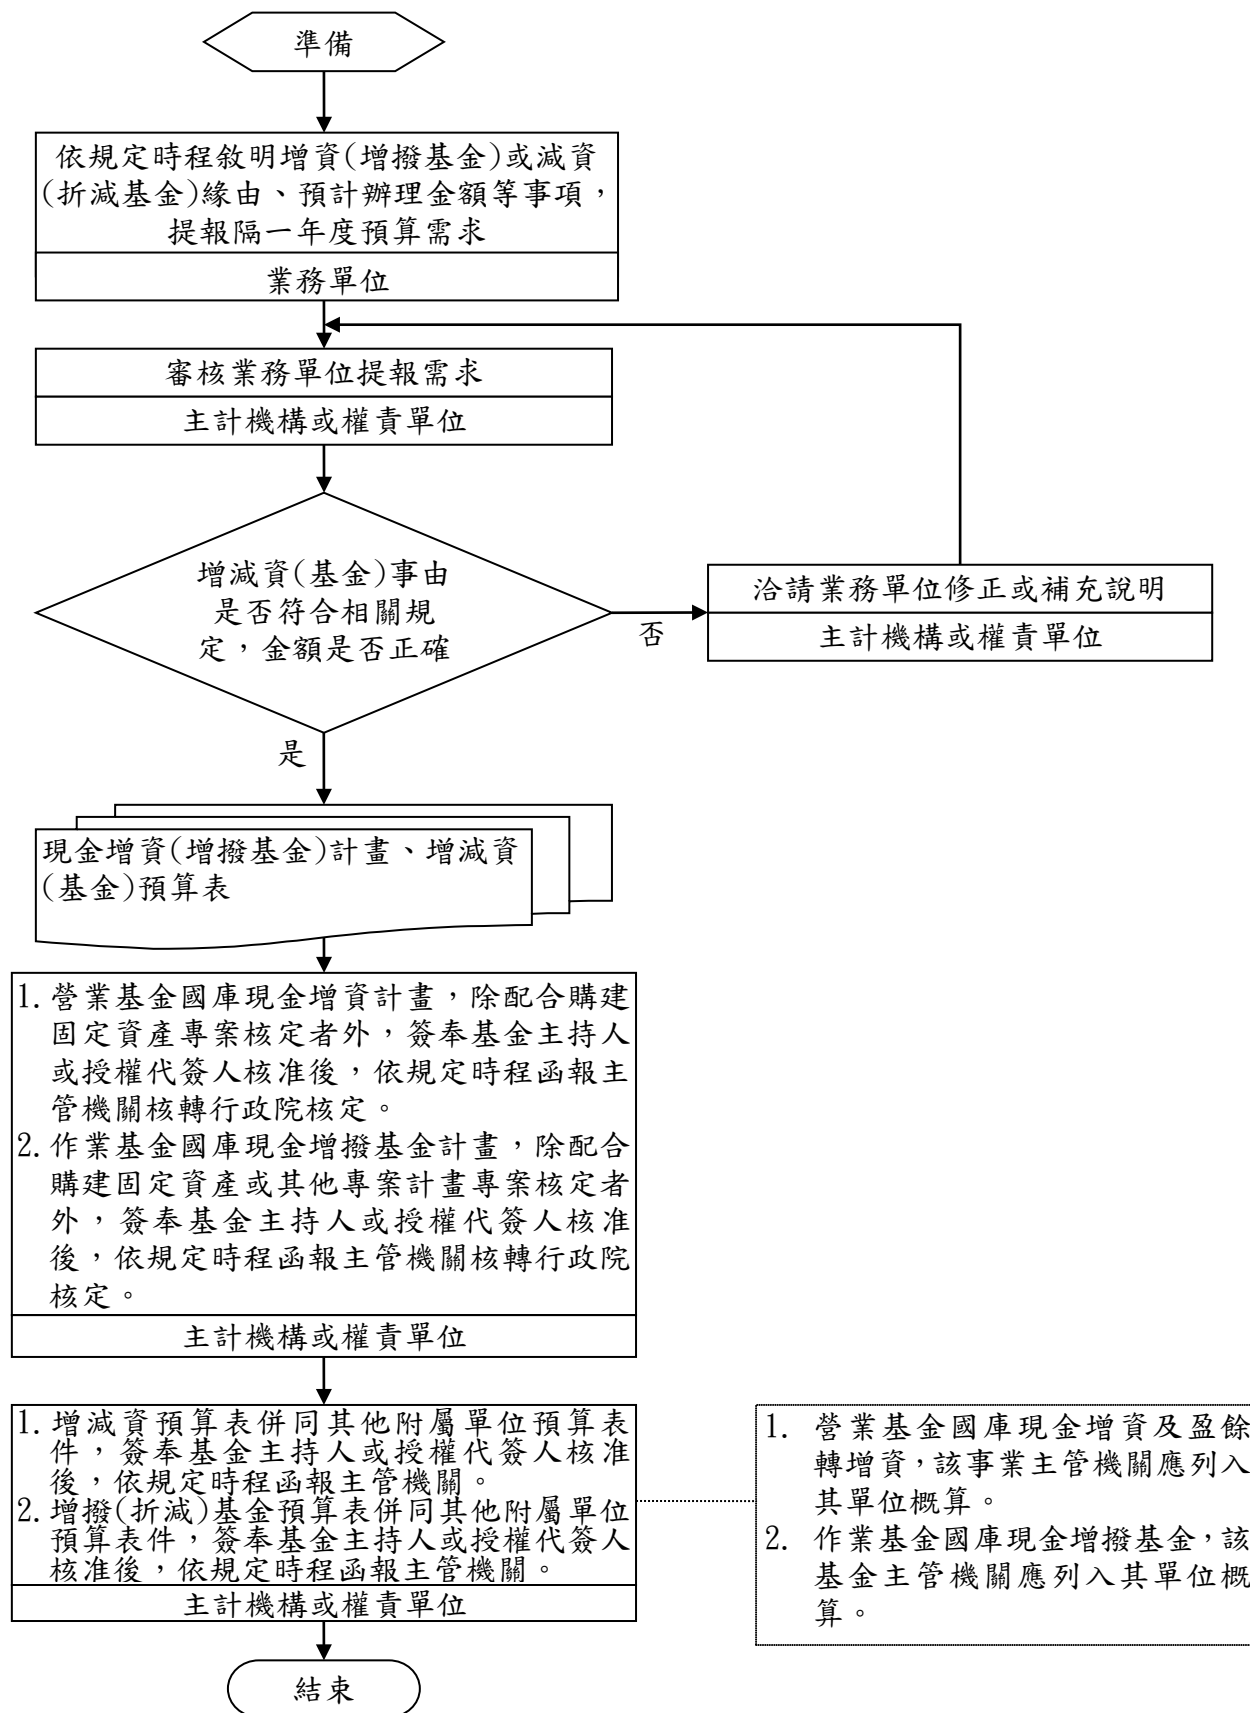 準備
依規定時程敘明增資(增撥基金)或減資
(折減基金)緣由、預計辦理金額等事項，
提報隔一年度預算需求
業務單位
審核業務單位提報需求
主計機構或權責單位
增減資(基金)事由
是否符合相關規
定，金額是否正確
否
洽請業務單位修正或補充說明
主計機構或權責單位
是
現金增資(增撥基金)計畫、增減資
(基金)預算表
1. 營業基金國庫現金增資計畫，除配合購建
固定資產專案核定者外，簽奉基金主持人
或授權代簽人核准後，依規定時程函報主
管機關核轉行政院核定。
2. 作業基金國庫現金增撥基金計畫，除配合
購建固定資產或其他專案計畫專案核定者
外，簽奉基金主持人或授權代簽人核准
後，依規定時程函報主管機關核轉行政院
核定。
主計機構或權責單位
1. 增減資預算表併同其他附屬單位預算表
件，簽奉基金主持人或授權代簽人核准
後，依規定時程函報主管機關。
2. 增撥(折減)基金預算表併同其他附屬單位
預算表件，簽奉基金主持人或授權代簽人
核准後，依規定時程函報主管機關。
主計機構或權責單位
1. 營業基金國庫現金增資及盈餘
轉增資，該事業主管機關應列入
其單位概算。
2. 作業基金國庫現金增撥基金，該
基金主管機關應列入其單位概
算。
結束